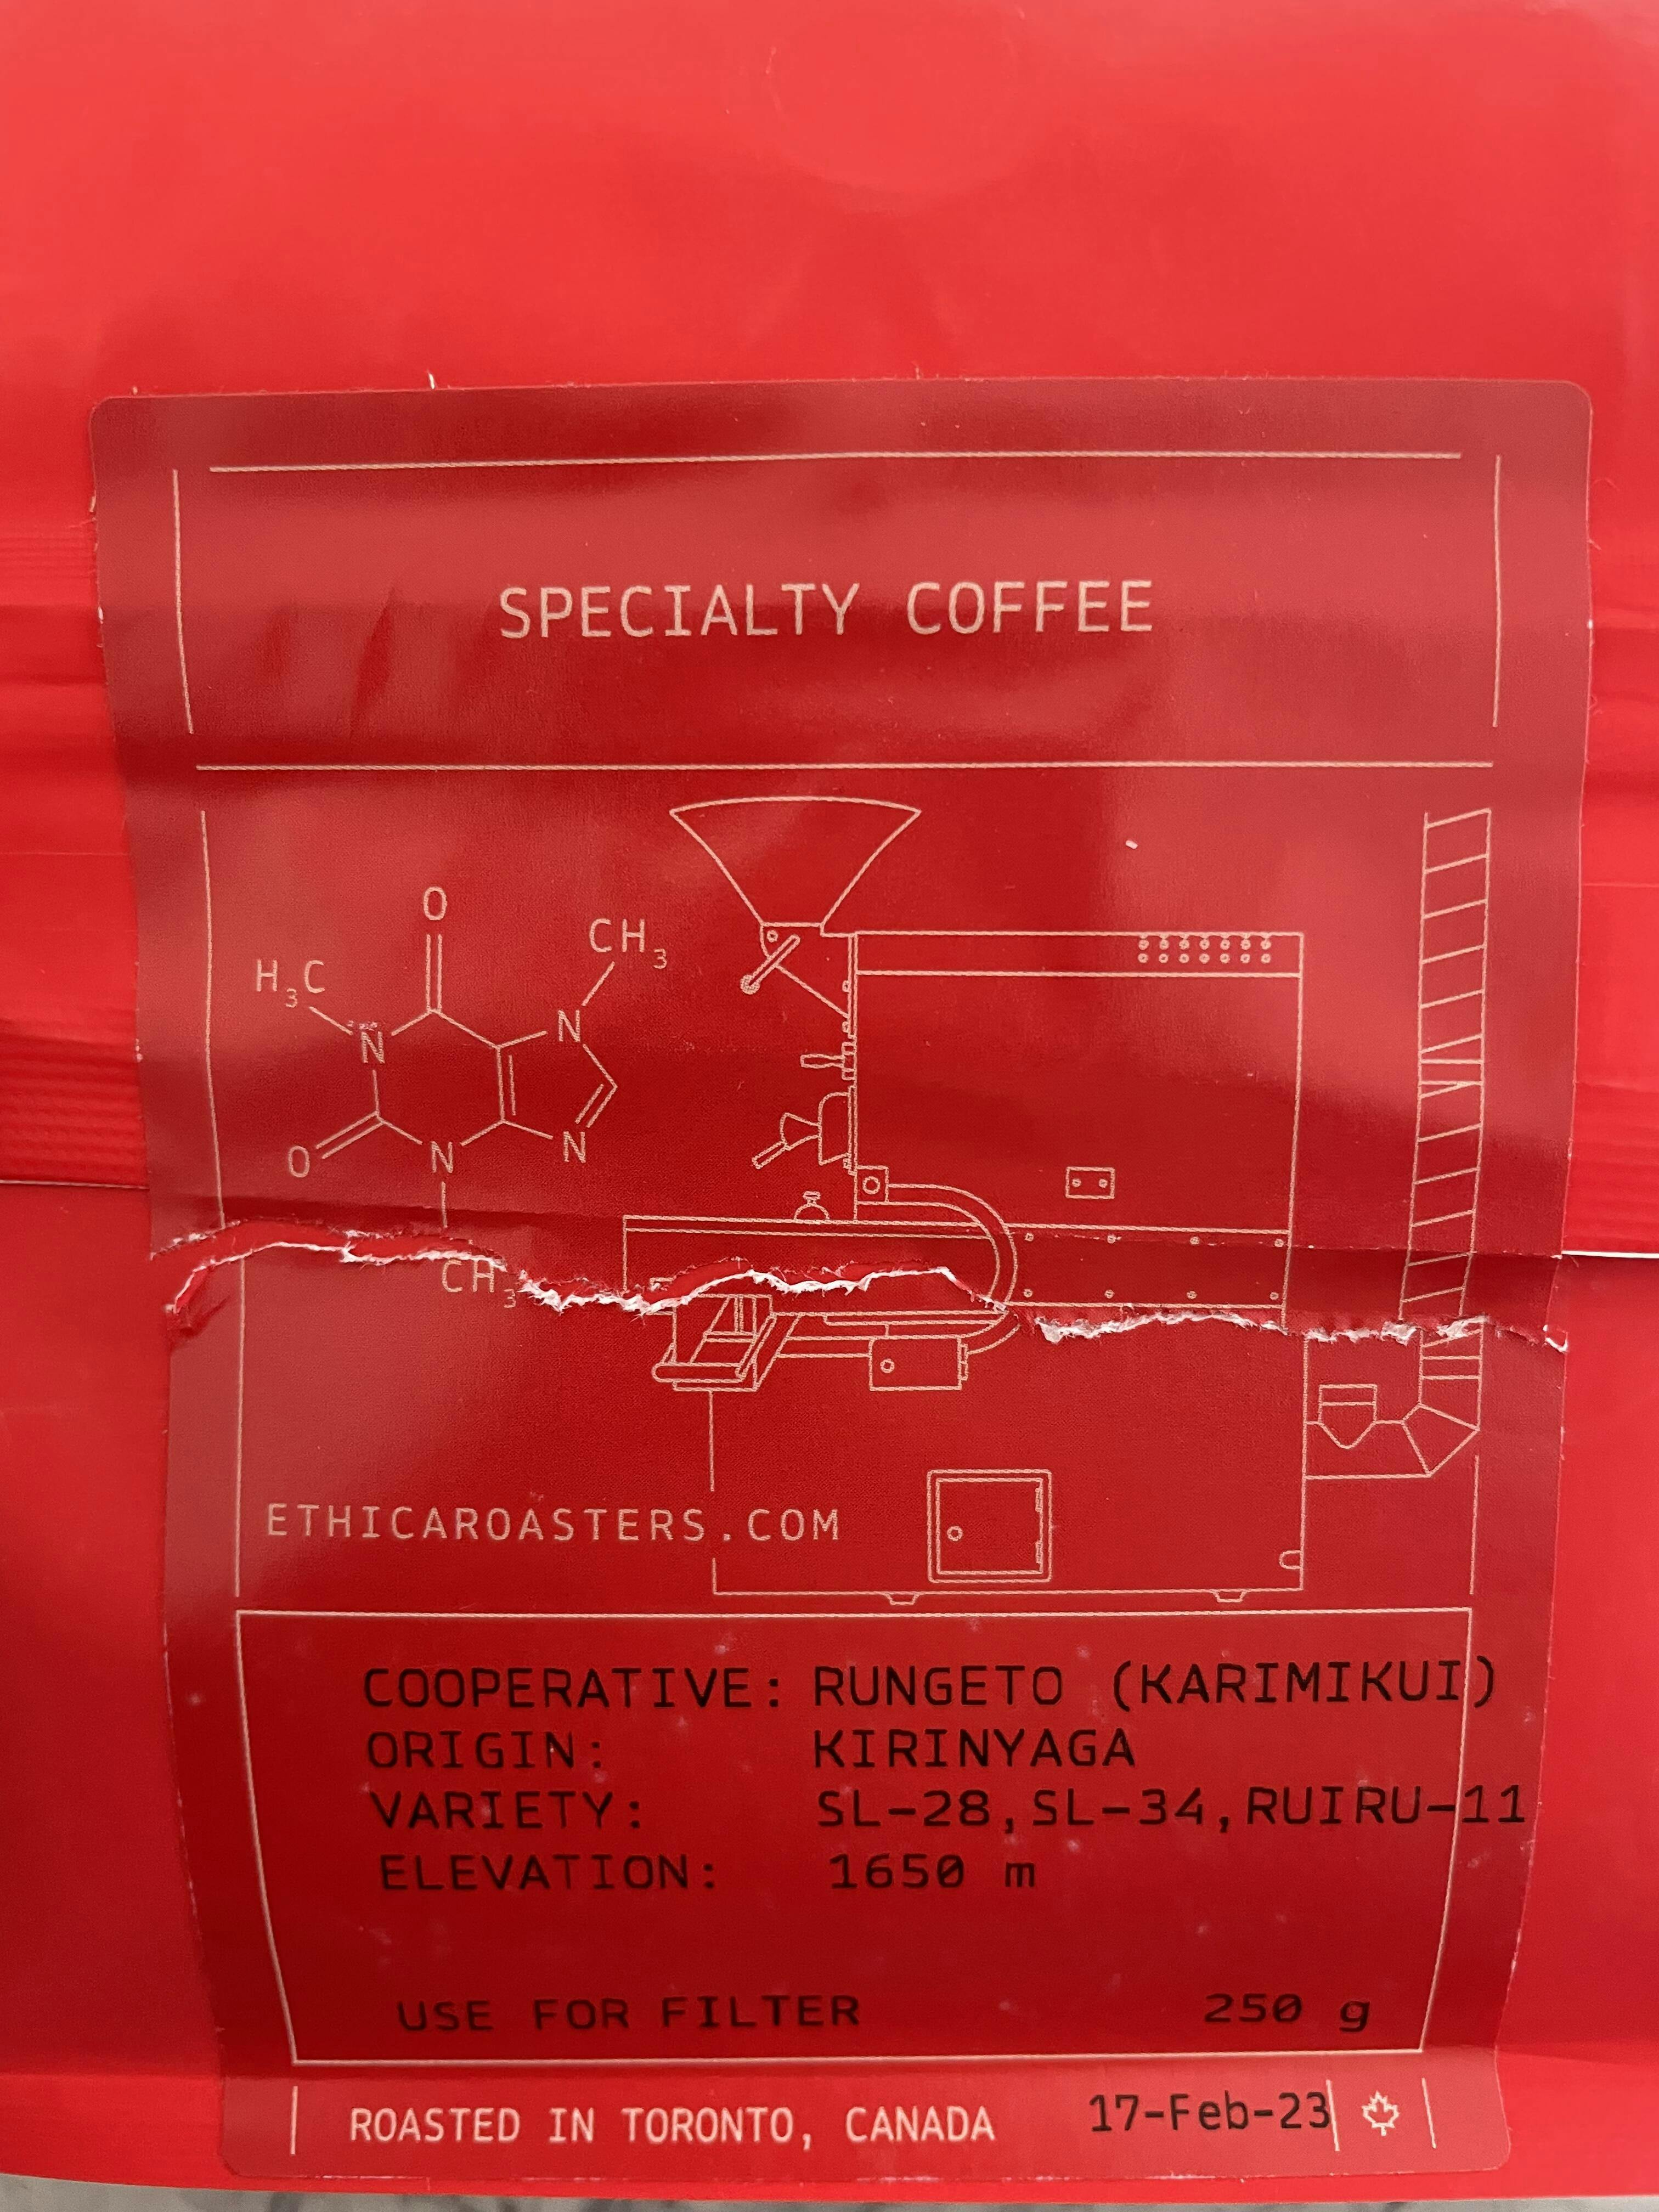 SPECIALTY COFFEE
O
CH3
H3C
N
N
O
N
N
CH3
ETHICAROASTERS.COM
COOPERATIVE: RUNGETO (KARIMIKUI)
ORIGIN: KIRINYAGA
VARIETY: SL-28,SL-34,RUIRU-11
ELEVATION: 1650 m
USE FOR FILTER 250 g
ROASTED IN TORONTO, CANADA 17-Feb-23